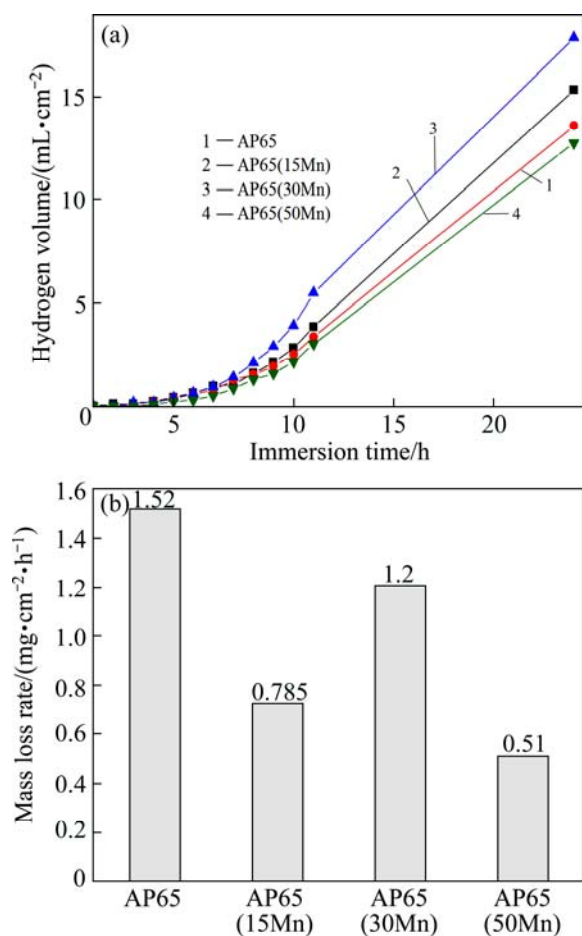 (a)
15
10
5
0
Hydrogen volume/(mL•cm⁻²)
1 — AP65
2 — AP65(15Mn)
3 — AP65(30Mn)
4 — AP65(50Mn)
3
2
1
4
5
10
15
20
Immersion time/h
(b)
1.6
1.4
1.2
1.0
0.8
0.6
0.4
0.2
0
Mass loss rate/(mg•cm⁻²•h⁻¹)
1.52
0.785
1.2
0.51
AP65 AP65 AP65 AP65
(15Mn) (30Mn) (50Mn)